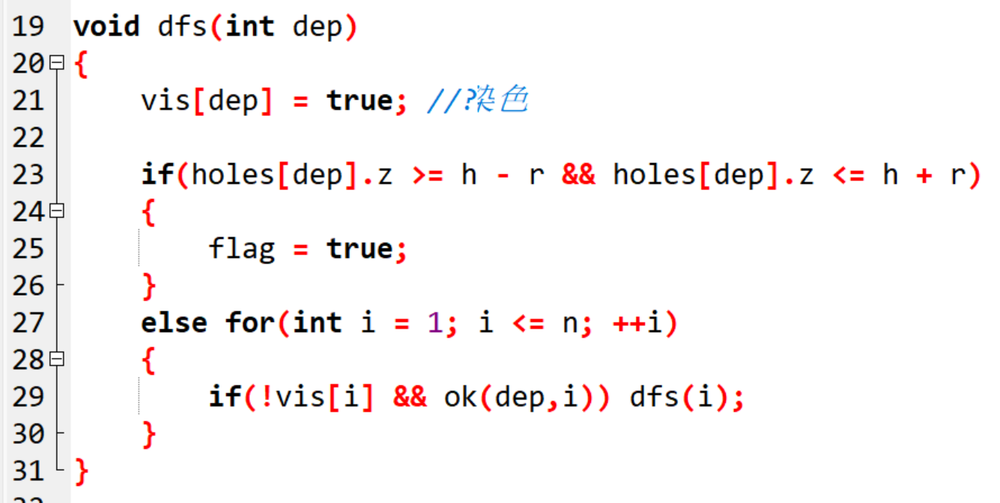 19 void dfs(int dep)
20 {
21 vis[dep] = true; //?染色
22
23 if(holes[dep].z >= h - r && holes[dep].z <= h + r)
24 {
25 flag = true;
26 }
27 else for(int i = 1; i <= n; ++i)
28 {
29 if(!vis[i] && ok(dep,i)) dfs(i);
30 }
31 }